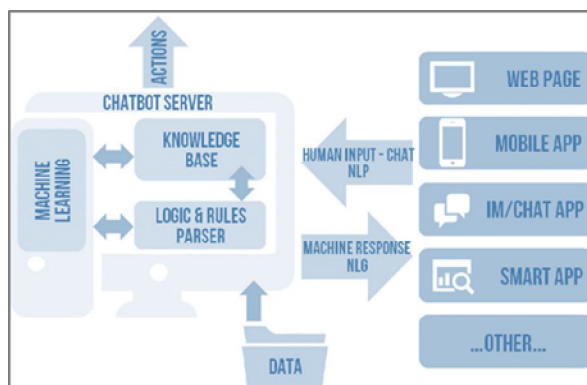 ACTIONS
CHATBOT SERVER
MACHINE
LEARNING
KNOWLEDGE
BASE
LOGIC & RULES
PARSER
HUMAN INPUT - CHAT
NLP
MACHINE RESPONSE
NLG
DATA
WEB PAGE
MOBILE APP
IM/CHAT APP
SMART APP
...OTHER...